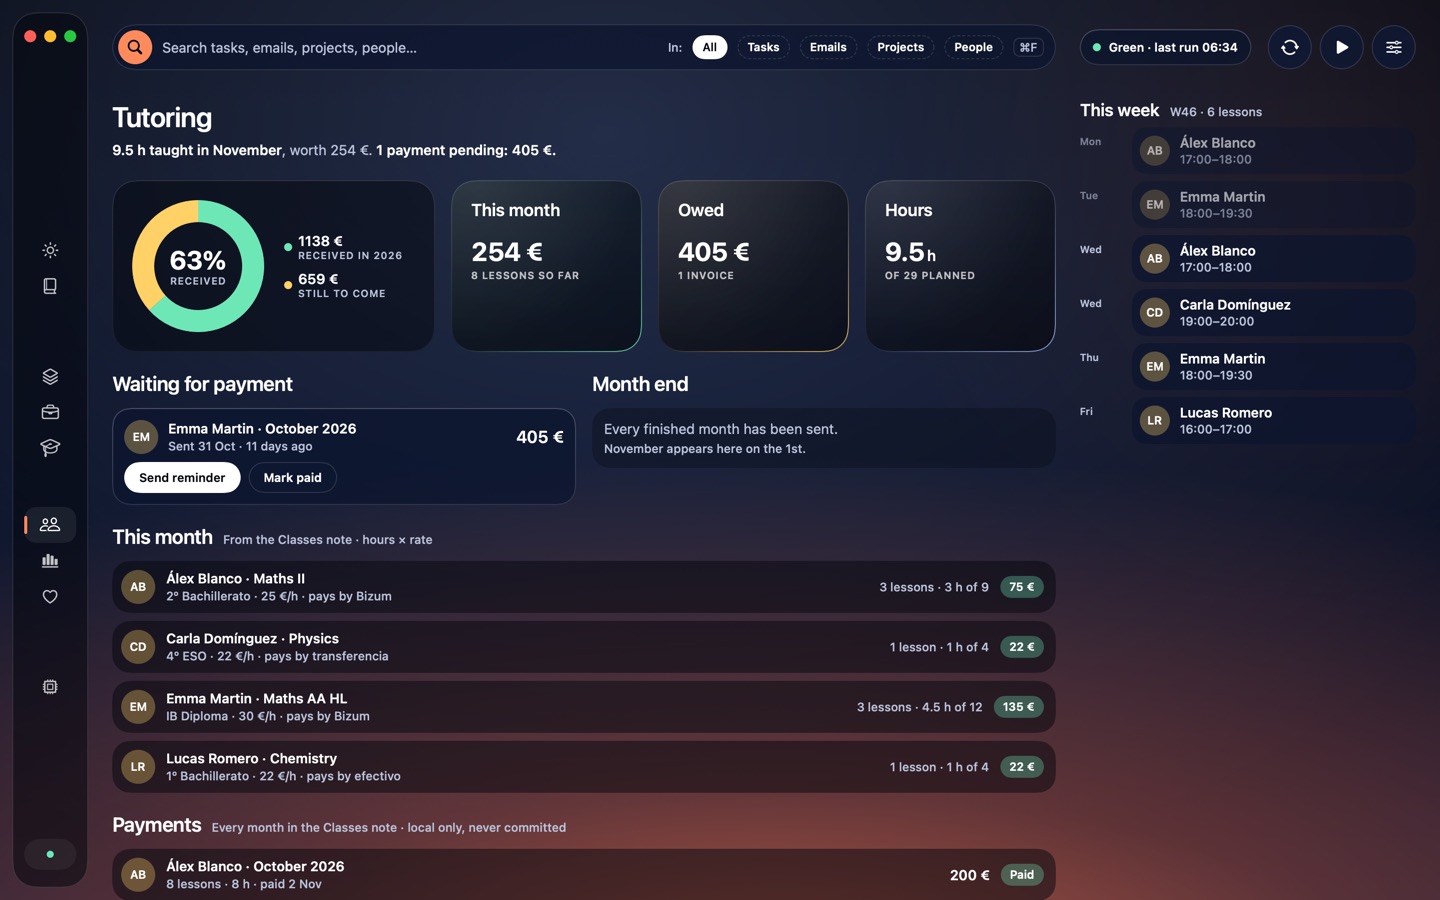 Search tasks, emails, projects, people...
In:
All
Tasks
Emails
Projects
People
⌘F
Green · last run 06:34
Tutoring
9.5 h taught in November, worth 254 €. 1 payment pending: 405 €.
63%
RECEIVED
1138 €
RECEIVED IN 2026
659 €
STILL TO COME
This month
254 €
8 LESSONS SO FAR
Owed
405 €
1 INVOICE
Hours
9.5 h
OF 29 PLANNED
Waiting for payment
EM
Emma Martin · October 2026
Sent 31 Oct · 11 days ago
405 €
Send reminder
Mark paid
Month end
Every finished month has been sent.
November appears here on the 1st.
This month From the Classes note · hours × rate
AB
Álex Blanco · Maths II
2º Bachillerato · 25 €/h · pays by Bizum
3 lessons · 3 h of 9
75 €
CD
Carla Domínguez · Physics
4º ESO · 22 €/h · pays by transferencia
1 lesson · 1 h of 4
22 €
EM
Emma Martin · Maths AA HL
IB Diploma · 30 €/h · pays by Bizum
3 lessons · 4.5 h of 12
135 €
LR
Lucas Romero · Chemistry
1º Bachillerato · 22 €/h · pays by efectivo
1 lesson · 1 h of 4
22 €
Payments Every month in the Classes note · local only, never committed
AB
Álex Blanco · October 2026
8 lessons · 8 h · paid 2 Nov
200 €
Paid
This week W46 · 6 lessons
Mon
AB
Álex Blanco
17:00–18:00
Tue
EM
Emma Martin
18:00–19:30
Wed
AB
Álex Blanco
17:00–18:00
Wed
CD
Carla Domínguez
19:00–20:00
Thu
EM
Emma Martin
18:00–19:30
Fri
LR
Lucas Romero
16:00–17:00